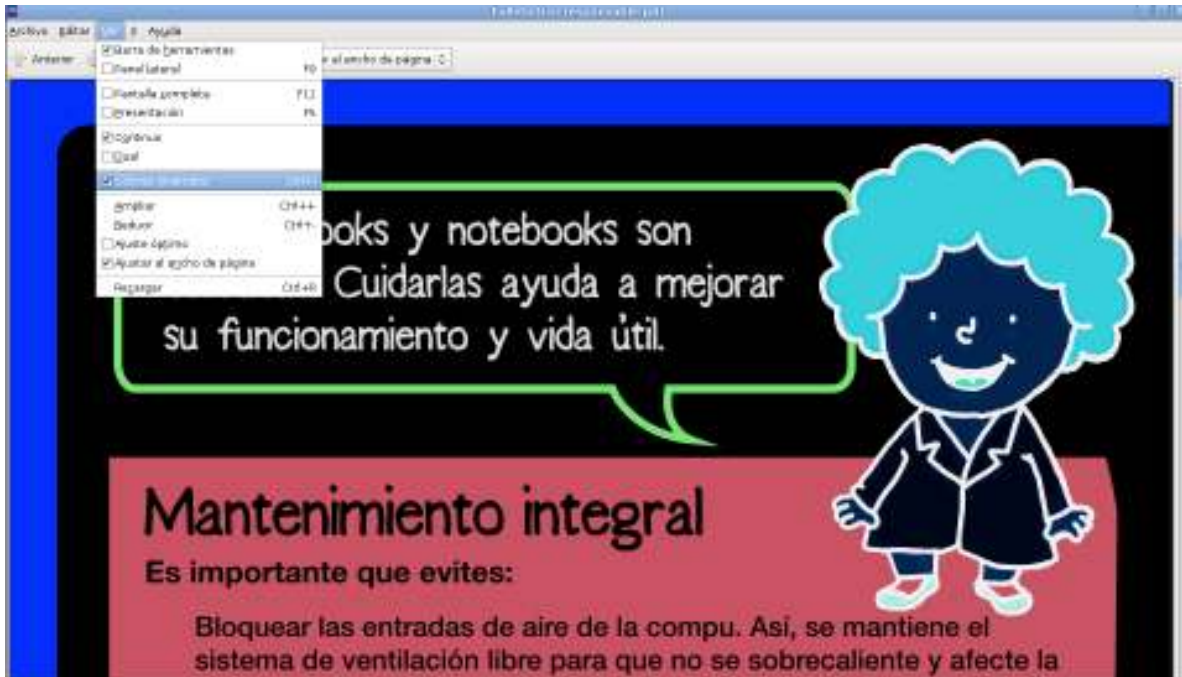 Archivo Editar Ver Ir Ayuda
Anterior al ancho de página
Barra de herramientas
Panel lateral F9
Pantalla completa F11
Presentación F5
Continua
Dual
Ampliar Ctrl++
Reducir Ctrl+-
Ajuste óptimo
Ajustar al ancho de página
Recargar Ctrl+R
ooks y notebooks son
Cuidarlas ayuda a mejorar
su funcionamiento y vida útil.
Mantenimiento integral
Es importante que evites:
Bloquear las entradas de aire de la compu. Así, se mantiene el
sistema de ventilación libre para que no se sobrecaliente y afecte la